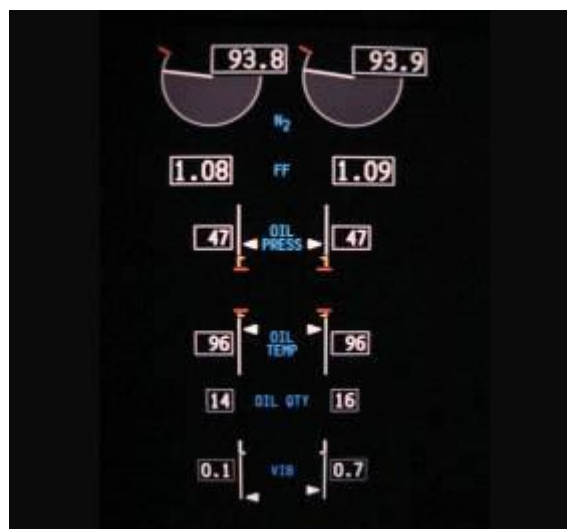 93.8 93.9
N2
1.08 FF 1.09
47 OIL PRESS 47
96 OIL TEMP 96
14 OIL QTY 16
0.1 VIB 0.7